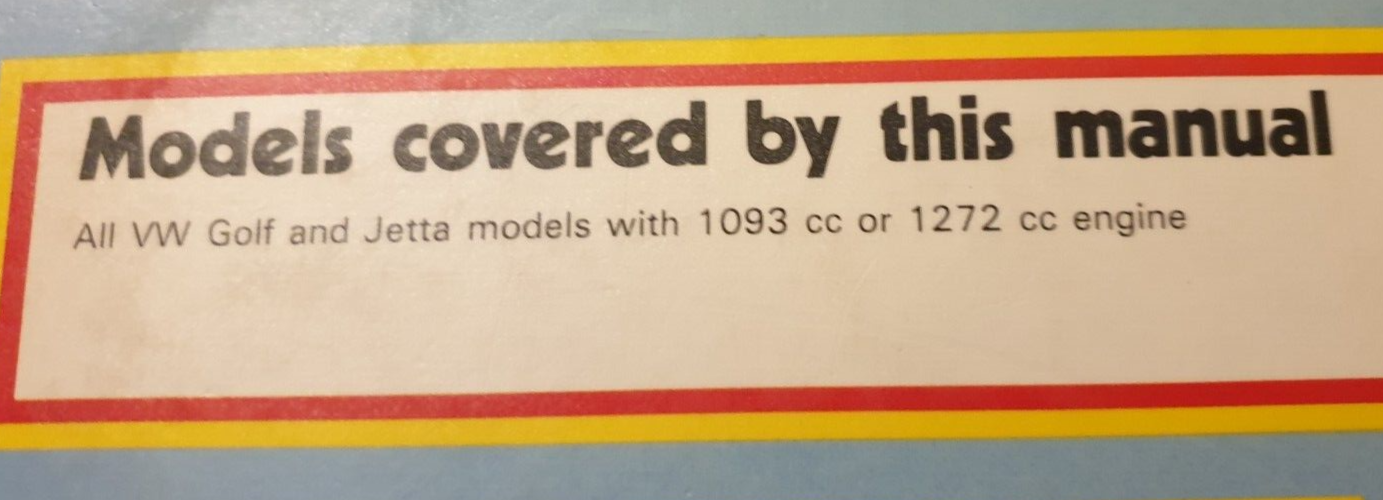 Models covered by this manual
All VW Golf and Jetta models with 1093 cc or 1272 cc engine